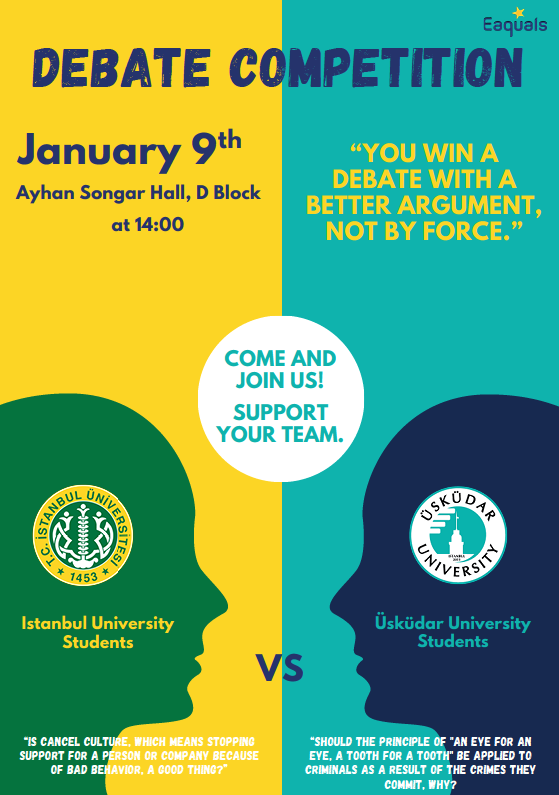 Eaquals
DEBATE COMPETITION
January 9th
Ayhan Songar Hall, D Block
at 14:00
“YOU WIN A
DEBATE WITH A
BETTER ARGUMENT,
NOT BY FORCE.”
COME AND
JOIN US!
SUPPORT
YOUR TEAM.
T.C. İSTANBUL ÜNİVERSİTESİ
1453
Istanbul University
Students
ÜSKÜDAR
UNIVERSITY
İSTANBUL
Üsküdar University
Students
VS
“IS CANCEL CULTURE, WHICH MEANS STOPPING
SUPPORT FOR A PERSON OR COMPANY BECAUSE
OF BAD BEHAVIOR, A GOOD THING?”
“SHOULD THE PRINCIPLE OF "AN EYE FOR AN
EYE, A TOOTH FOR A TOOTH" BE APPLIED TO
CRIMINALS AS A RESULT OF THE CRIMES THEY
COMMIT, WHY?